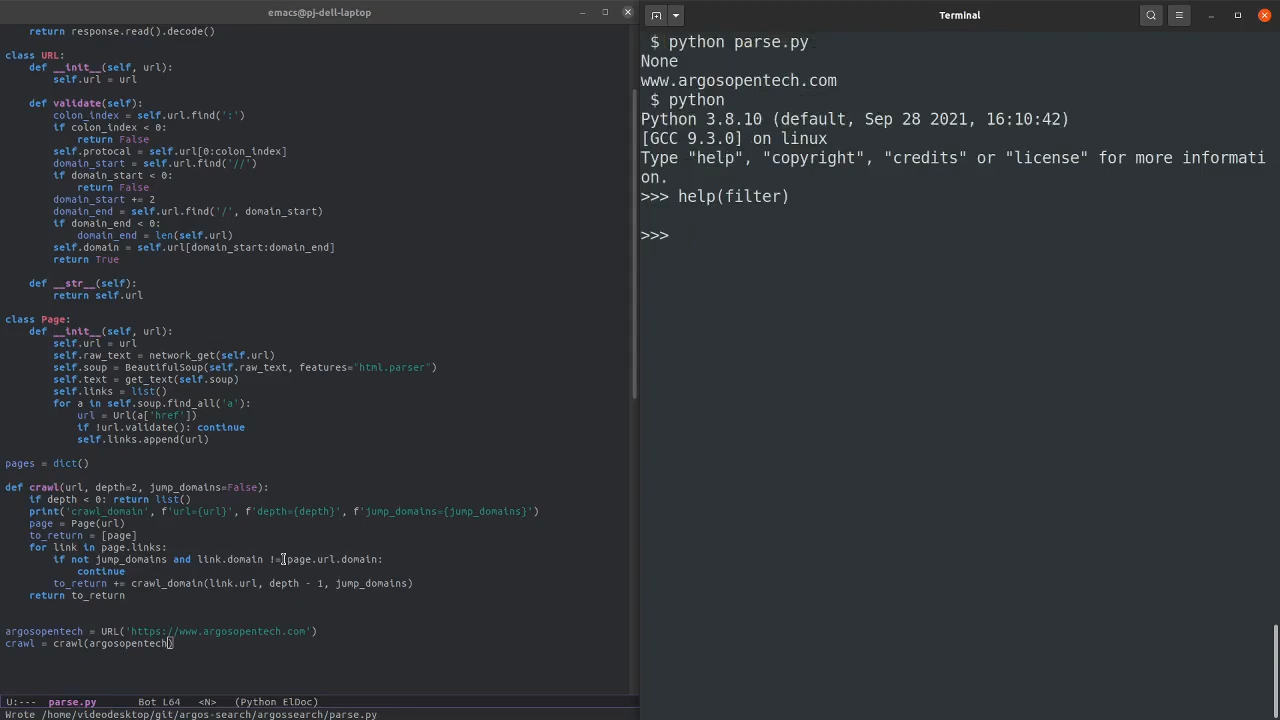 emacs@pj-dell-laptop
    return response.read().decode()

class URL:
    def __init__(self, url):
        self.url = url

    def validate(self):
        colon_index = self.url.find(':')
        if colon_index < 0:
            return False
        self.protocal = self.url[0:colon_index]
        domain_start = self.url.find('//')
        if domain_start < 0:
            return False
        domain_start += 2
        domain_end = self.url.find('/', domain_start)
        if domain_end < 0:
            domain_end = len(self.url)
        self.domain = self.url[domain_start:domain_end]
        return True

    def __str__(self):
        return self.url

class Page:
    def __init__(self, url):
        self.url = url
        self.raw_text = network_get(self.url)
        self.soup = BeautifulSoup(self.raw_text, features="html.parser")
        self.text = get_text(self.soup)
        self.links = list()
        for a in self.soup.find_all('a'):
            url = Url(a['href'])
            if !url.validate(): continue
            self.links.append(url)

pages = dict()

def crawl(url, depth=2, jump_domains=False):
    if depth < 0: return list()
    print('crawl_domain', f'url={url}', f'depth={depth}', f'jump_domains={jump_domains}')
    page = Page(url)
    to_return = [page]
    for link in page.links:
        if not jump_domains and link.domain != page.url.domain:
            continue
        to_return += crawl_domain(link.url, depth - 1, jump_domains)
    return to_return

argosopentech = URL('https://www.argosopentech.com')
crawl = crawl(argosopentech)
U:---  parse.py       Bot L64   <N>   (Python ElDoc)
Wrote /home/videodesktop/git/argos-search/argossearch/parse.py
Terminal
$ python parse.py
None
www.argosopentech.com
$ python
Python 3.8.10 (default, Sep 28 2021, 16:10:42)
[GCC 9.3.0] on linux
Type "help", "copyright", "credits" or "license" for more informati
on.
>>> help(filter)

>>>